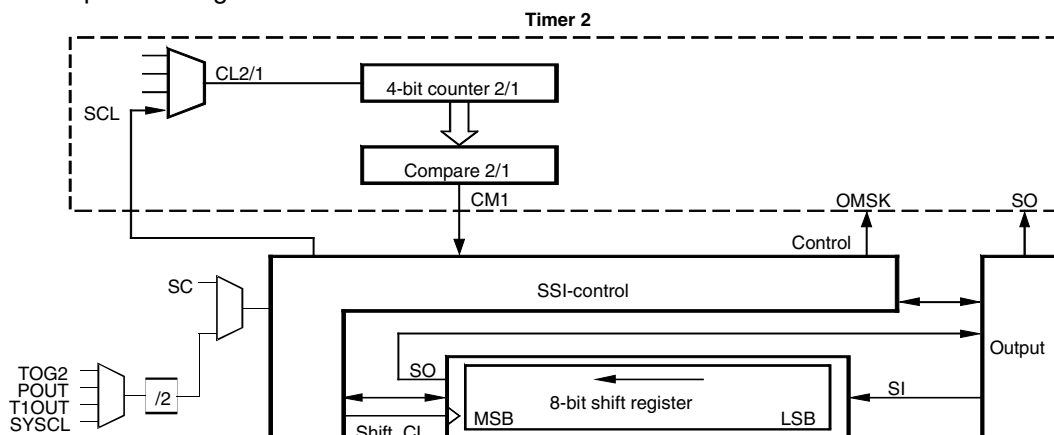 Timer 2
CL2/1
4-bit counter 2/1
SCL
Compare 2/1
CM1
OMSK
SO
Control
SC
SSI-control
Output
TOG2
POUT
T1OUT
SYSCL
/2
SO
8-bit shift register
MSB
LSB
SI
Shift_CL